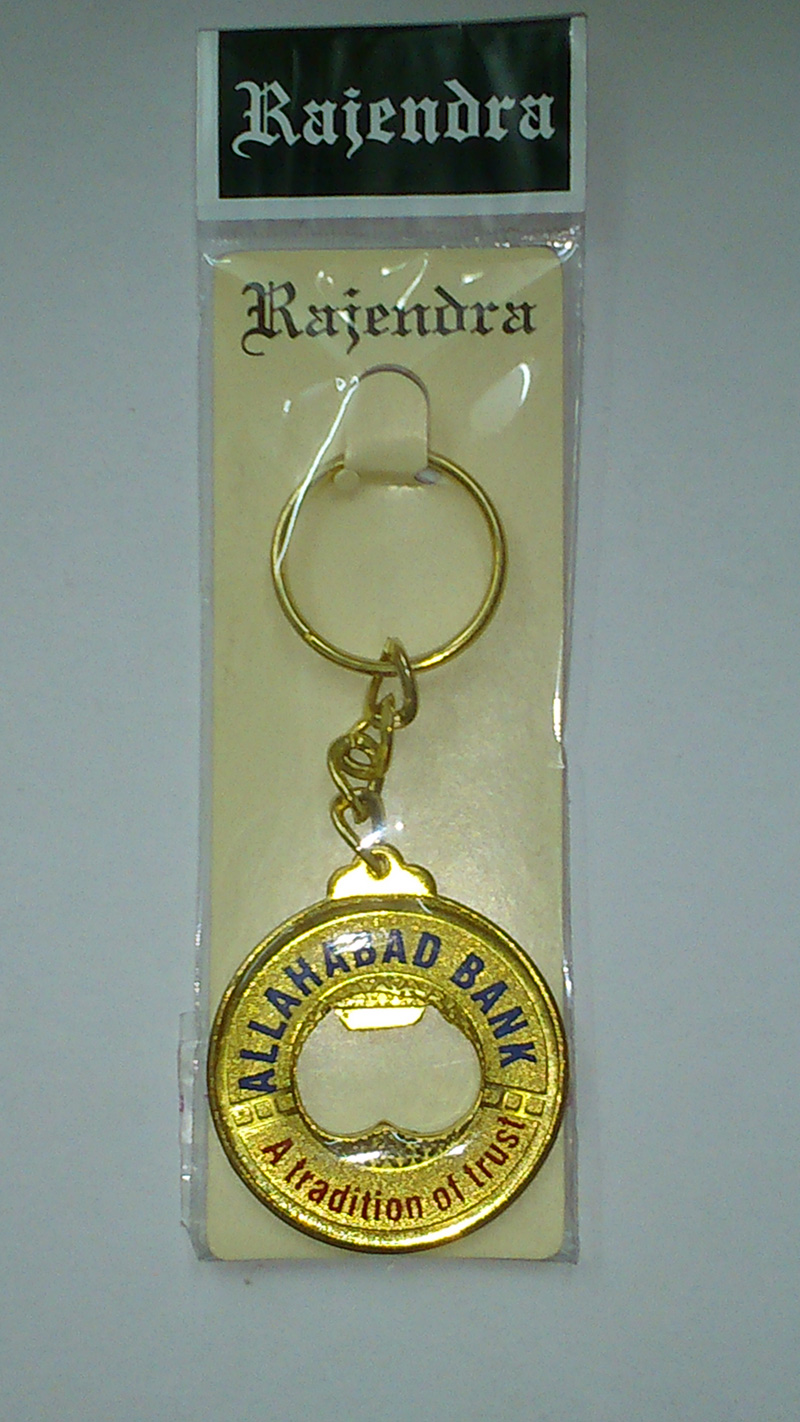 Rajendra
Rajendra
ALLAHABAD BANK
A tradition of trust